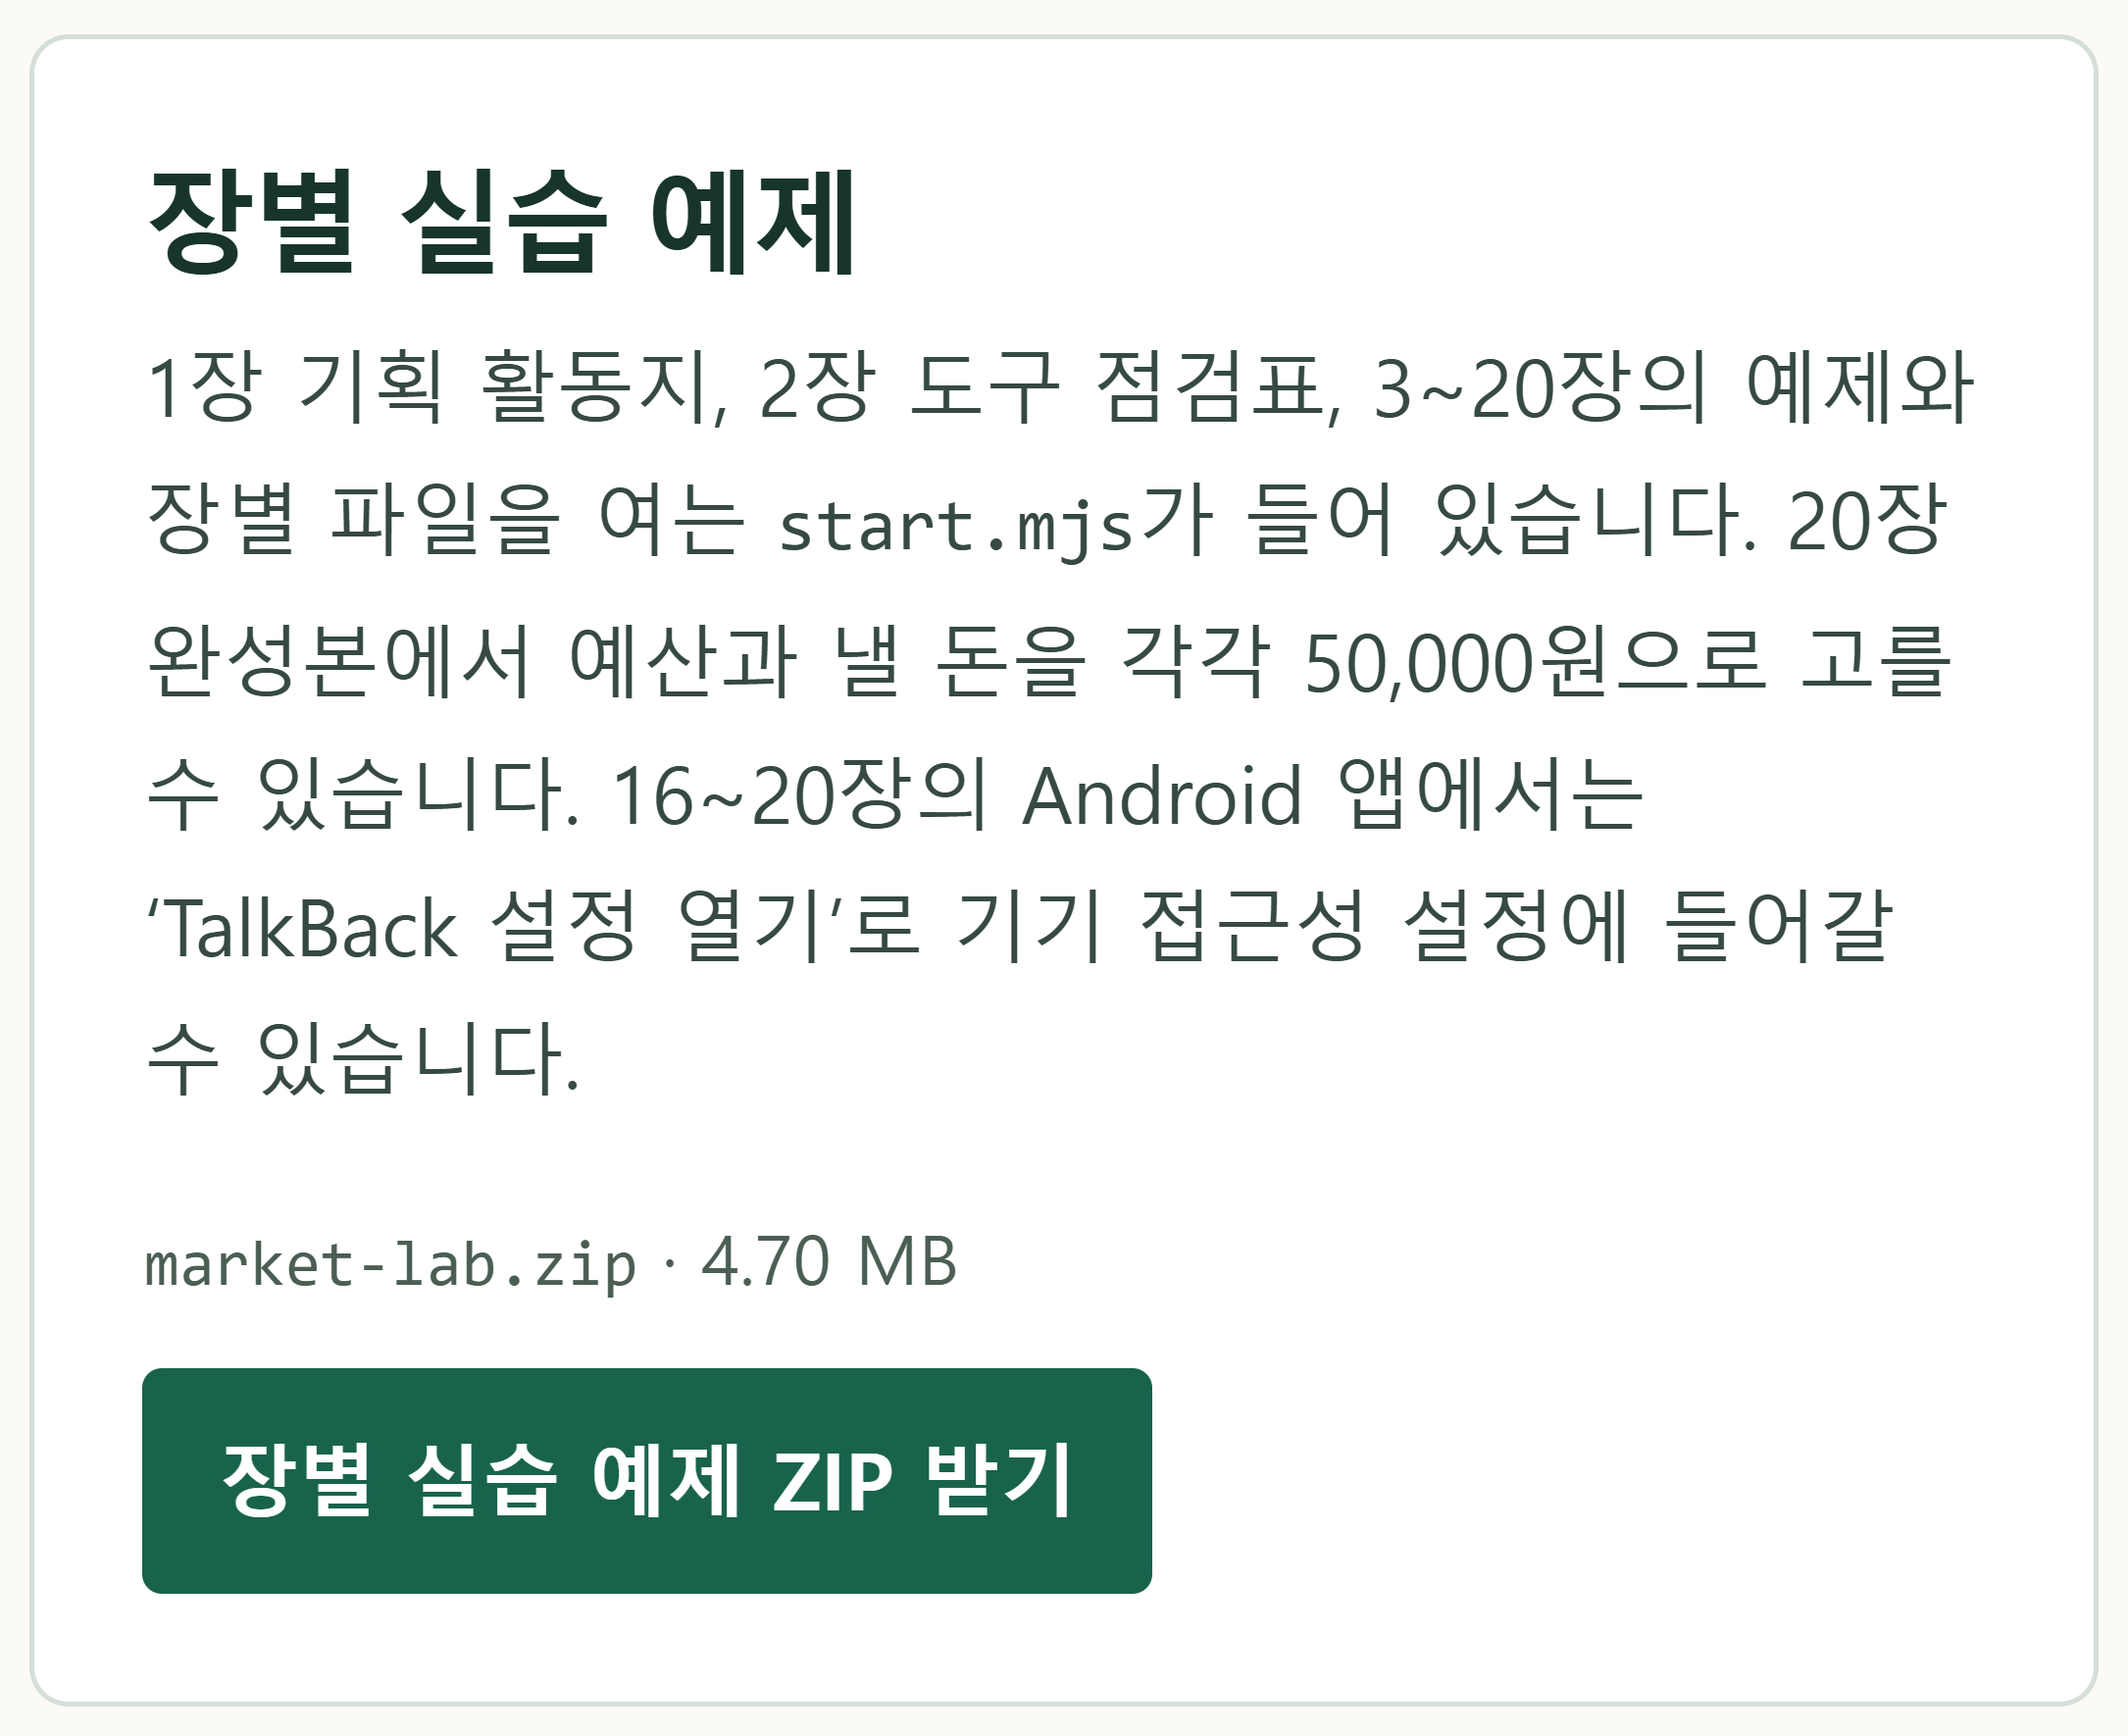 장별 실습 예제
1장 기획 활동지, 2장 도구 점검표, 3~20장의 예제와
장별 파일을 여는 start.mjs가 들어 있습니다. 20장
완성본에서 예산과 낼 돈을 각각 50,000원으로 고를
수 있습니다. 16~20장의 Android 앱에서는
‘TalkBack 설정 열기’로 기기 접근성 설정에 들어갈
수 있습니다.
market-lab.zip · 4.70 MB
장별 실습 예제 ZIP 받기